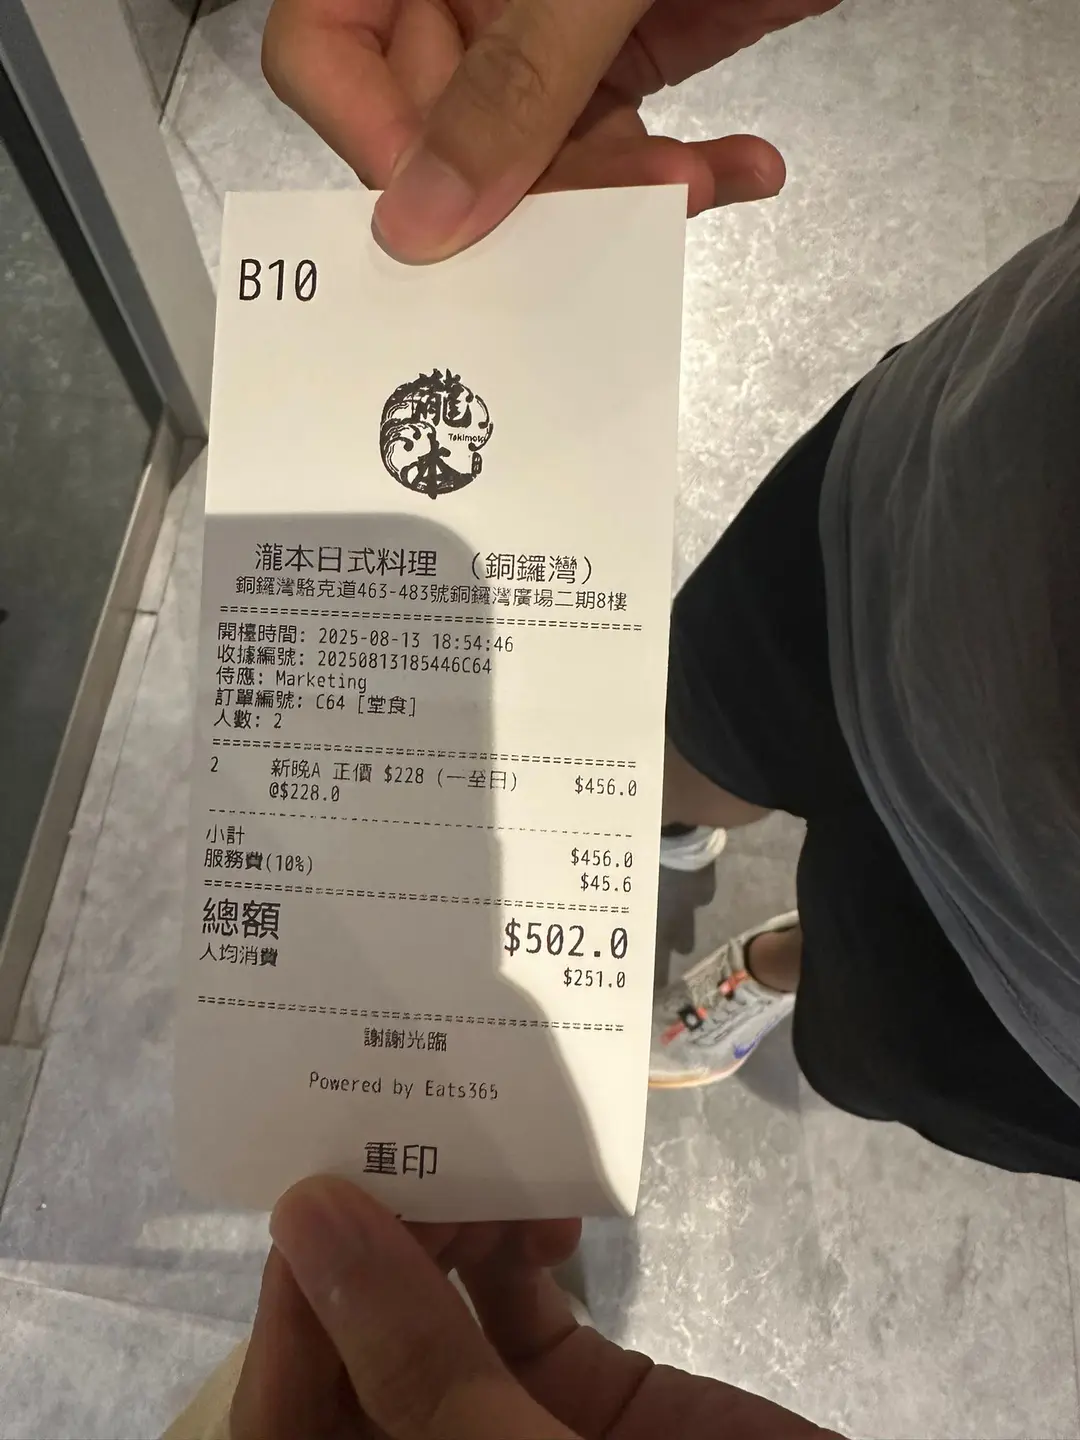 B10
瀧
Takimoto
本
瀧本日式料理 （銅鑼灣）
銅鑼灣駱克道463-483號銅鑼灣廣場二期8樓
開檯時間: 2025-08-13 18:54:46
收據編號: 20250813185446C64
侍應: Marketing
訂單編號: C64 [堂食]
人數: 2
2 新晚A 正價 $228 (一至日) $456.0
@$228.0
小計 $456.0
服務費(10%) $45.6
總額 $502.0
人均消費 $251.0
謝謝光臨
Powered by Eats365
重印